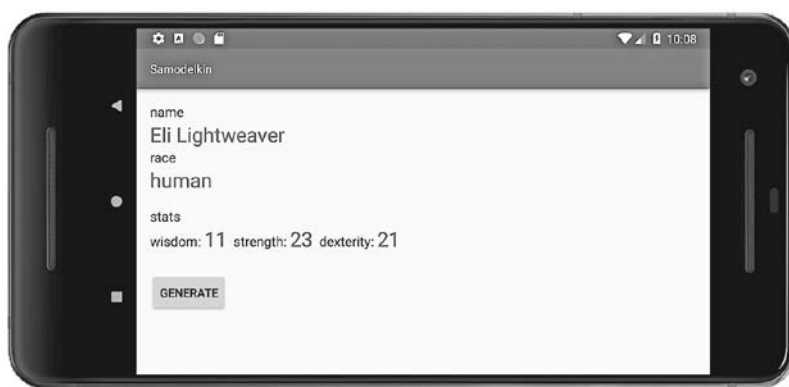 10:08
Samodelkin
name
Eli Lightweaver
race
human
stats
wisdom: 11 strength: 23 dexterity: 21
GENERATE